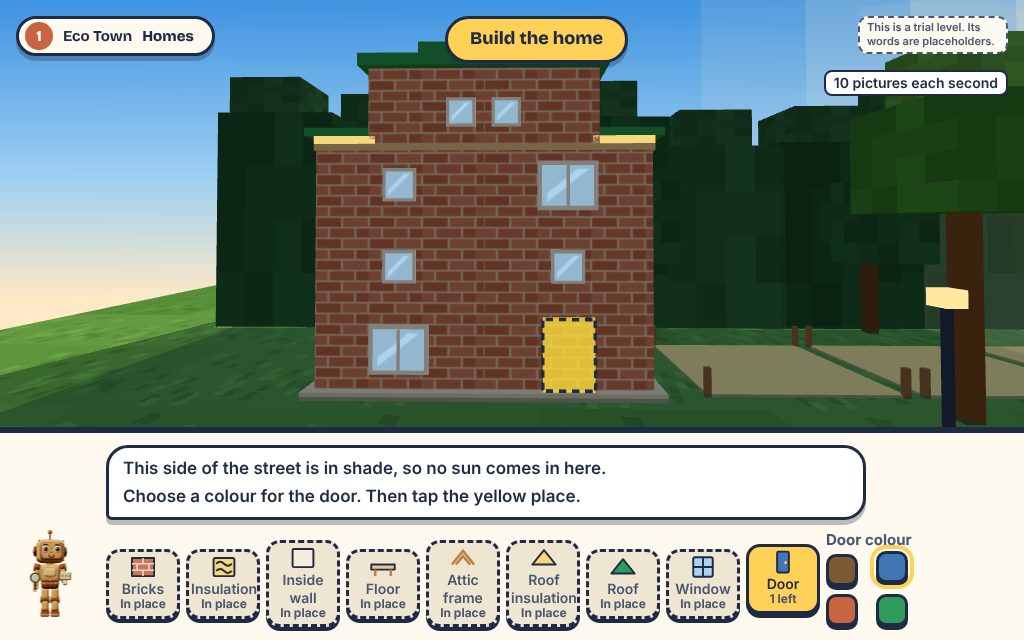 1 Eco Town Homes
Build the home
This is a trial level. Its
words are placeholders.
10 pictures each second
This side of the street is in shade, so no sun comes in here.
Choose a colour for the door. Then tap the yellow place.
Bricks
In place
Insulation
In place
Inside
wall
In place
Floor
In place
Attic
frame
In place
Roof
insulation
In place
Roof
In place
Window
In place
Door
1 left
Door colour